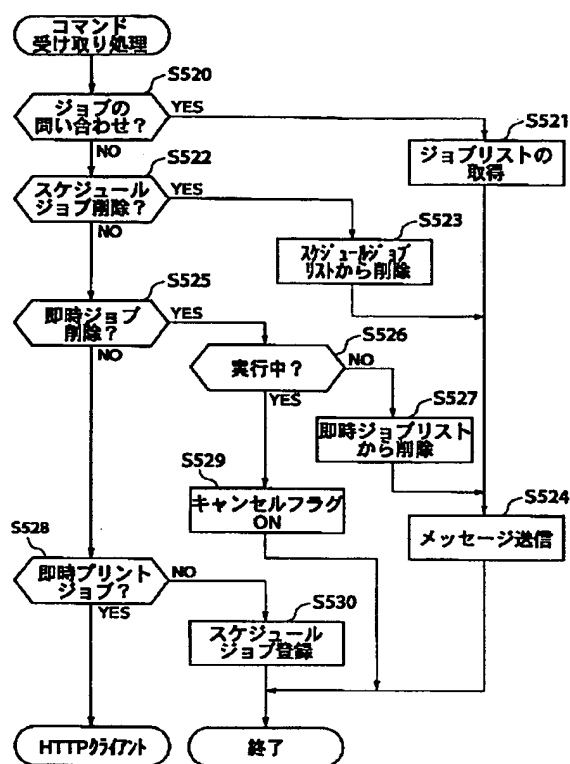 コマンド
受け取り処理
S520
ジョブの
問い合わせ？
YES
NO
S521
ジョブリストの
取得
S522
スケジュール
ジョブ削除？
YES
NO
S523
ｽｹｼﾞｭｰﾙｼﾞｮﾌﾞ
ﾘｽﾄから削除
S525
即時ジョブ
削除？
YES
NO
S526
実行中？
NO
YES
S527
即時ジョブリスト
から削除
S529
キャンセルフラグ
ON
S524
メッセージ送信
S528
即時プリント
ジョブ？
NO
YES
S530
スケジュール
ジョブ登録
HTTPｸﾗｲｱﾝﾄ
終了